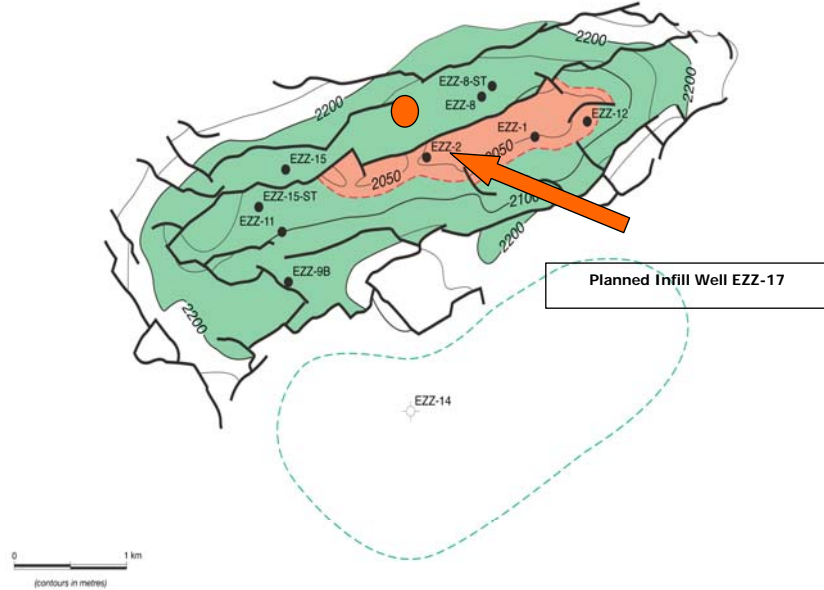 2200
2200
EZZ-8-ST
EZZ-8
2200
2200
EZZ-1
EZZ-12
EZZ-2
2050
EZZ-15
2050
EZZ-15-ST
2100
EZZ-11
2200
EZZ-9B
Planned Infill Well EZZ-17
2200
EZZ-14
0 1 km
(contours in metres)